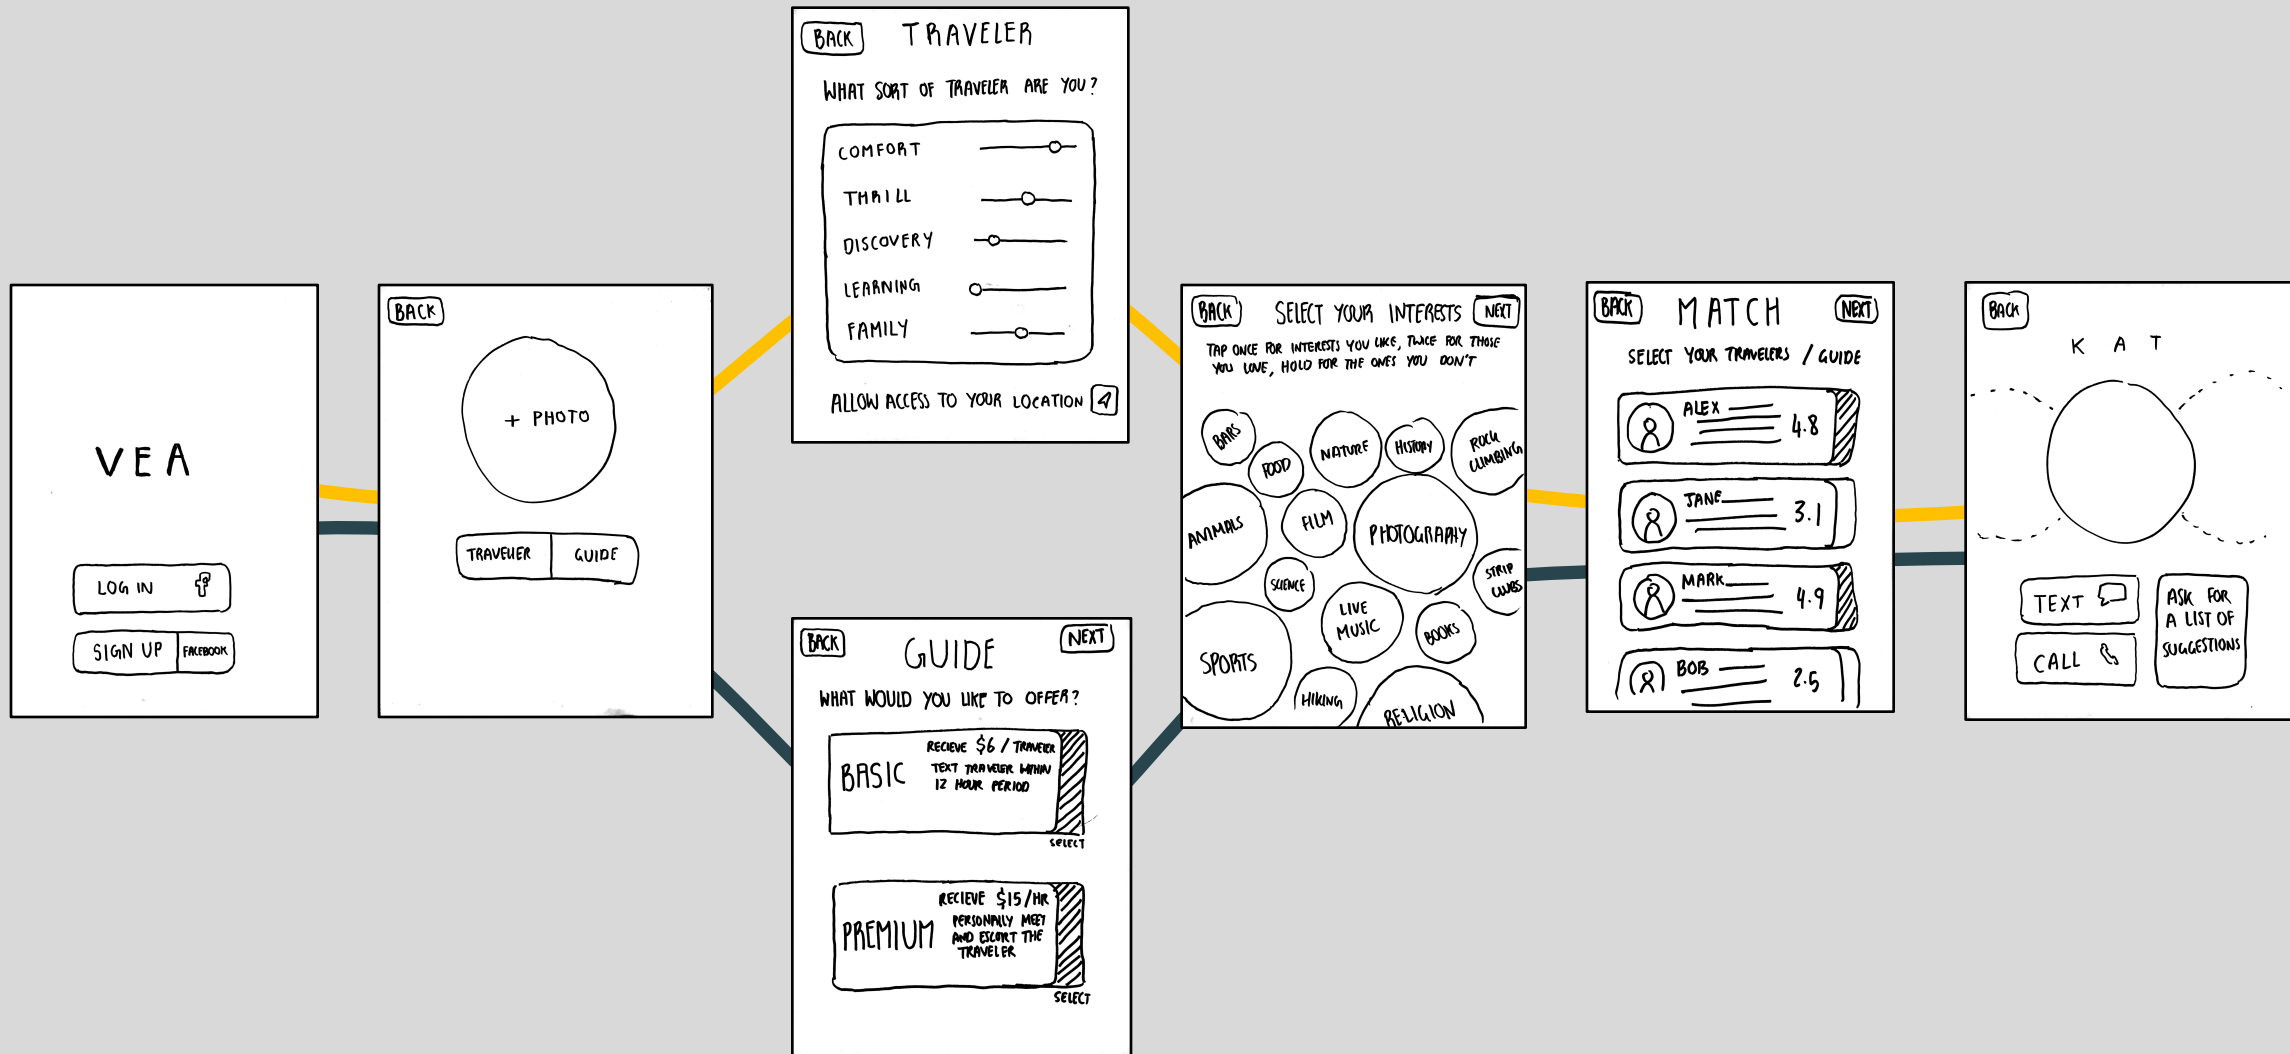 VEA
LOG IN f
SIGN UP FACEBOOK
BACK
+ PHOTO
TRAVELER GUIDE
BACK TRAVELER
WHAT SORT OF TRAVELER ARE YOU?
COMFORT
THRILL
DISCOVERY
LEARNING
FAMILY
ALLOW ACCESS TO YOUR LOCATION
BACK GUIDE NEXT
WHAT WOULD YOU LIKE TO OFFER?
BASIC
RECIEVE $6 / TRAVELER
TEXT TRAVELER WITHIN
12 HOUR PERIOD
SELECT
PREMIUM
RECIEVE $15/HR
PERSONALLY MEET
AND ESCORT THE
TRAVELER
SELECT
BACK SELECT YOUR INTERESTS NEXT
TAP ONCE FOR INTERESTS YOU LIKE, TWICE FOR THOSE
YOU LOVE, HOLD FOR THE ONES YOU DON'T
BARS
FOOD
NATURE
HISTORY
ROCK
CLIMBING
ANIMALS
FILM
PHOTOGRAPHY
SCIENCE
STRIP
CLUBS
LIVE
MUSIC
BOOKS
SPORTS
HIKING
RELIGION
BACK MATCH NEXT
SELECT YOUR TRAVELERS / GUIDE
ALEX 4.8
JANE 3.1
MARK 4.9
BOB 2.5
BACK
KAT
TEXT
CALL
ASK FOR
A LIST OF
SUGGESTIONS